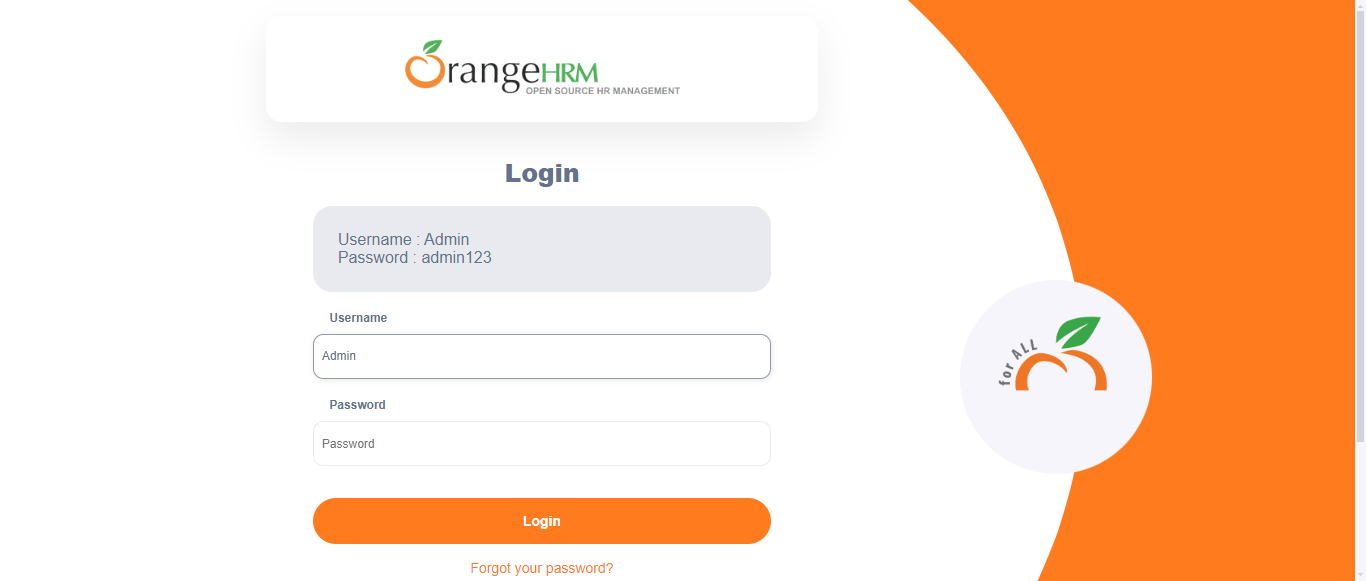 OrangeHRM
OPEN SOURCE HR MANAGEMENT
Login
Username : Admin
Password : admin123
Username
Admin
Password
Password
Login
Forgot your password?
for ALL